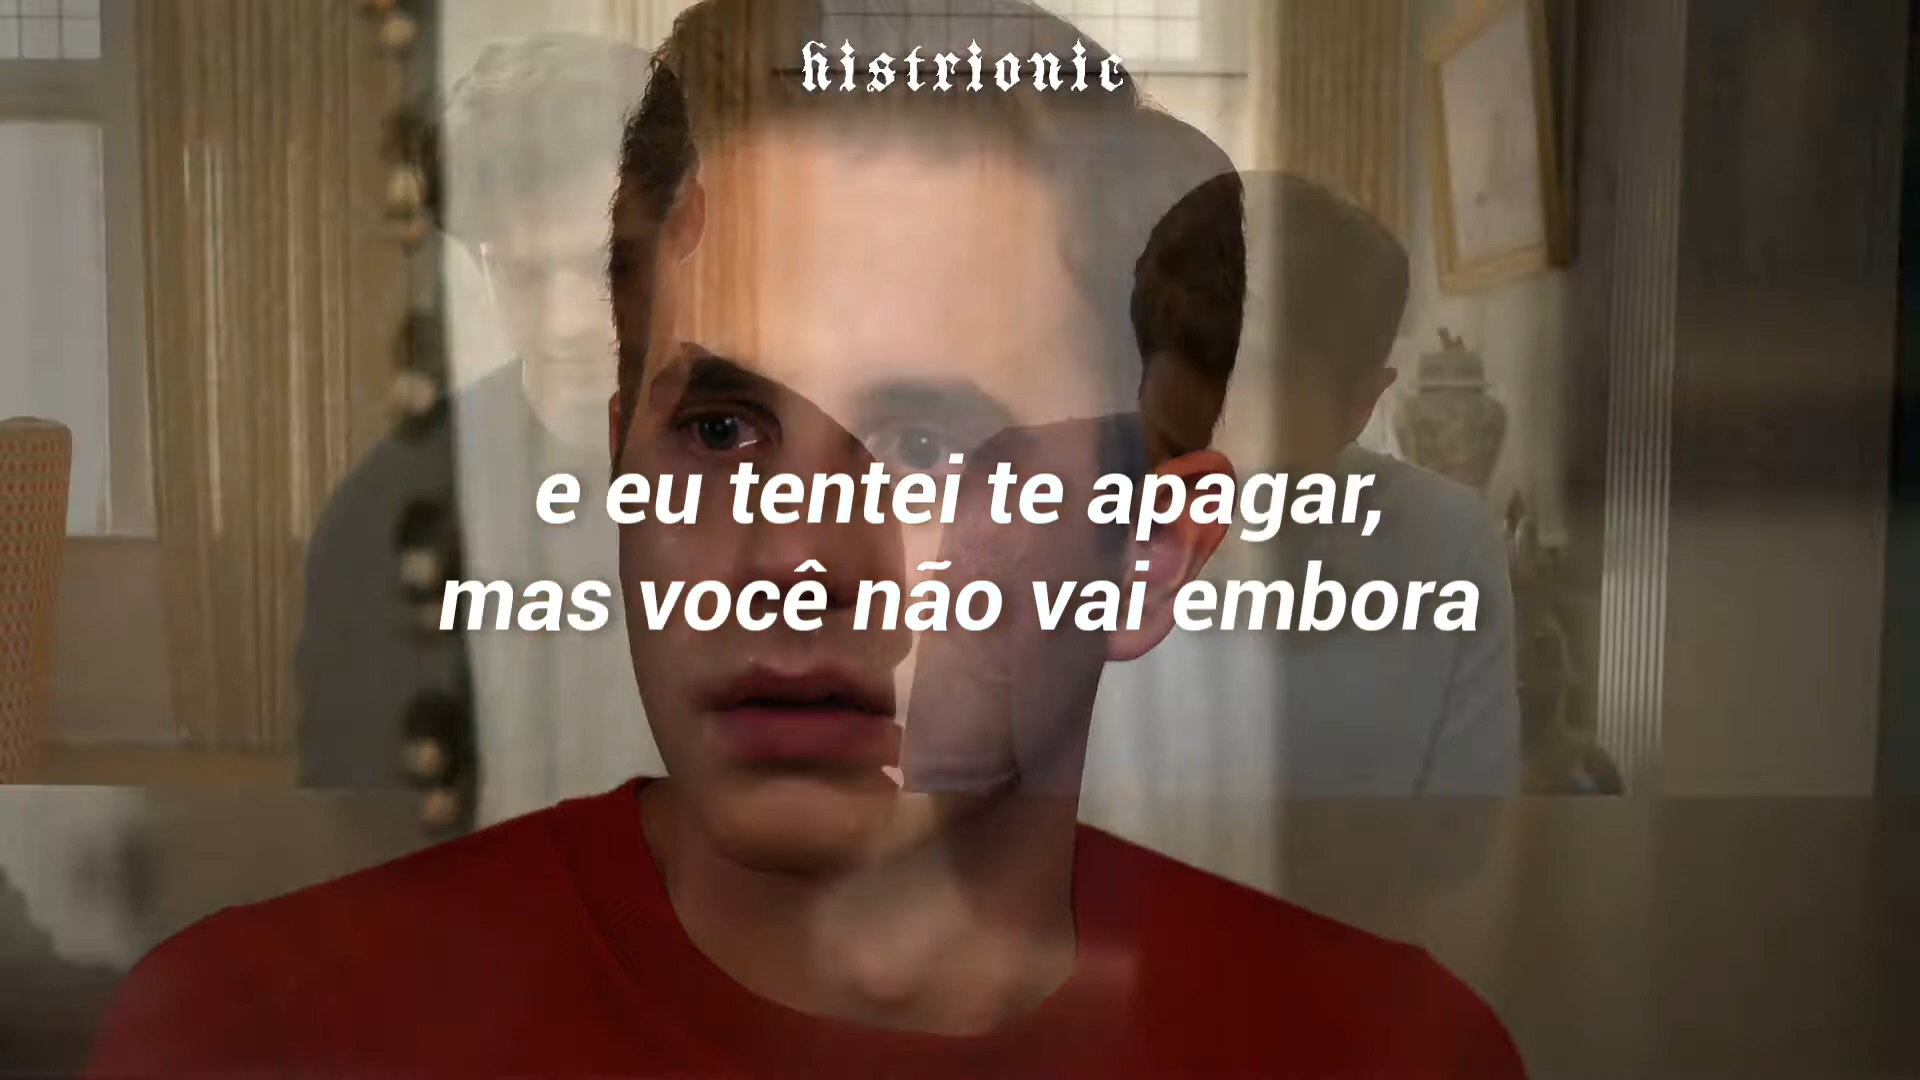 histrionic
e eu tentei te apagar,
mas você não vai embora